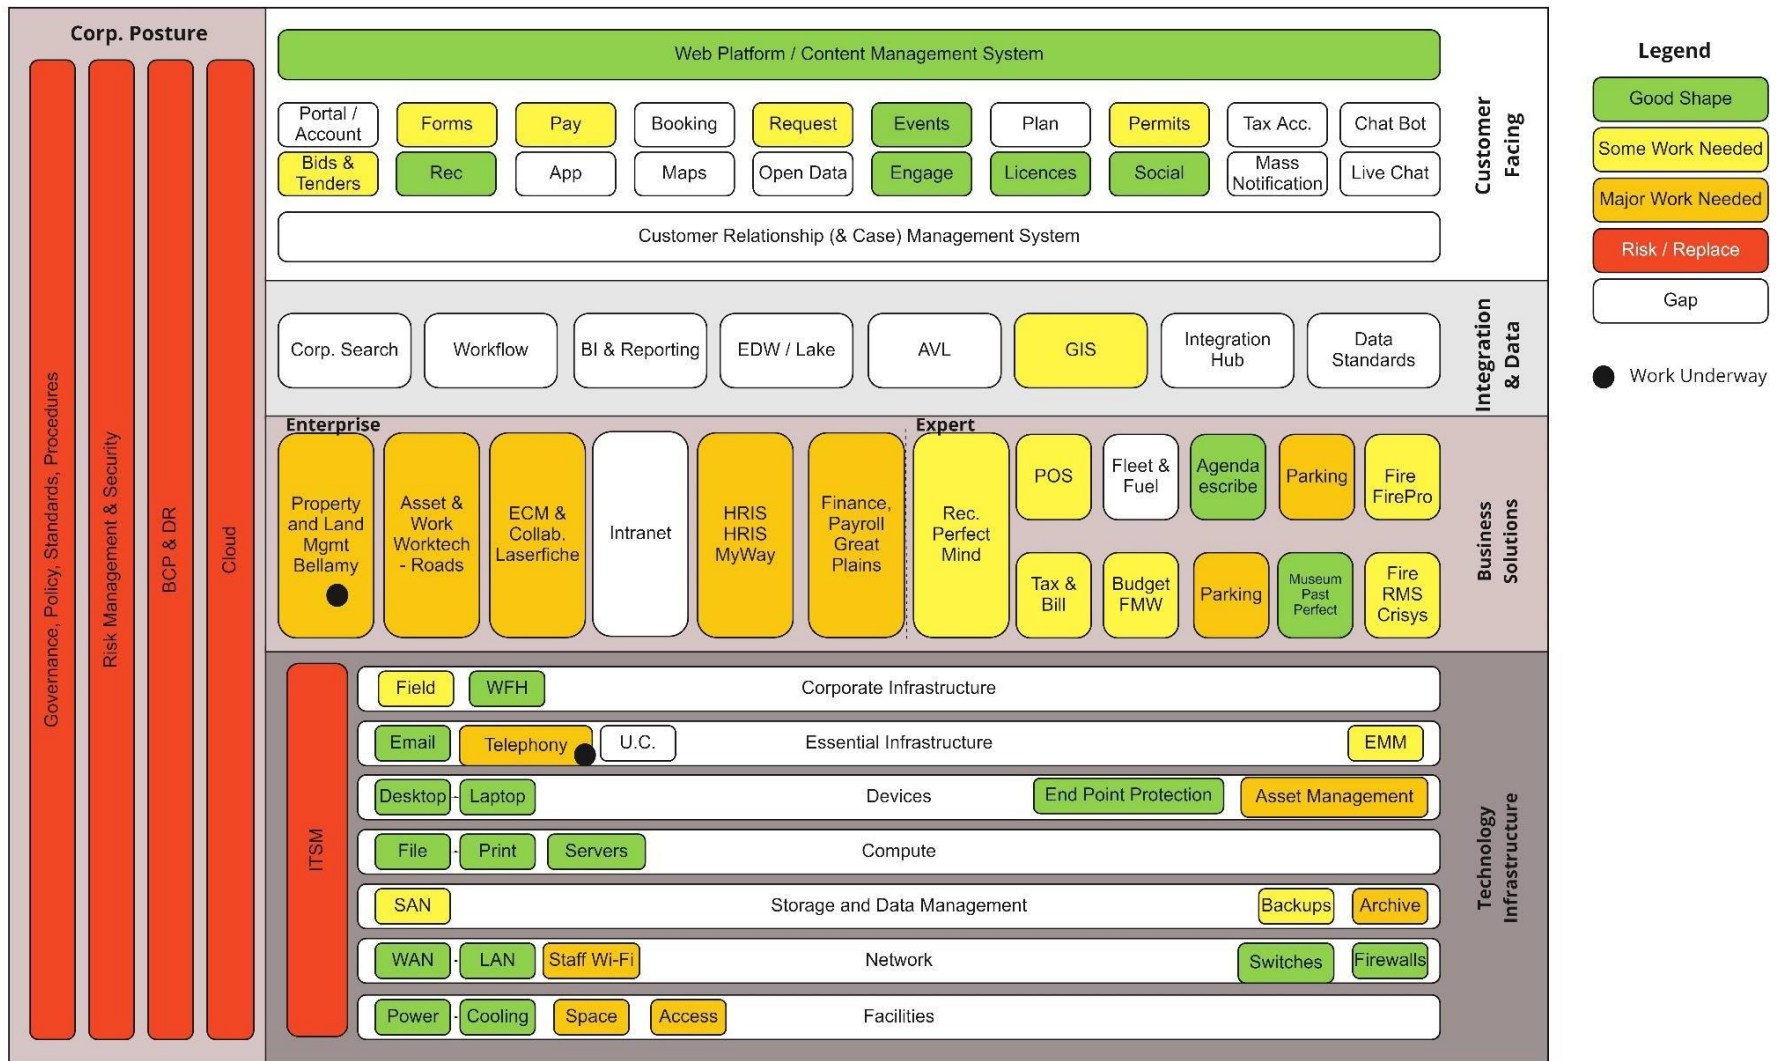 Corp. Posture
Governance, Policy, Standards, Procedures
Risk Management & Security
BCP & DR
Cloud
Web Platform / Content Management System
Portal /
Account
Forms
Pay
Booking
Request
Events
Plan
Permits
Tax Acc.
Chat Bot
Bids &
Tenders
Rec
App
Maps
Open Data
Engage
Licences
Social
Mass
Notification
Live Chat
Customer Relationship (& Case) Management System
Customer
Facing
Corp. Search
Workflow
BI & Reporting
EDW / Lake
AVL
GIS
Integration
Hub
Data
Standards
Integration
& Data
Enterprise
Property
and Land
Mgmt
Bellamy
Asset &
Work
Worktech
- Roads
ECM &
Collab.
Laserfiche
Intranet
HRIS
HRIS
MyWay
Finance,
Payroll
Great
Plains
Expert
Rec.
Perfect
Mind
POS
Fleet &
Fuel
Agenda
escribe
Parking
Fire
FirePro
Tax &
Bill
Budget
FMW
Parking
Museum
Past
Perfect
Fire
RMS
Crisys
Business
Solutions
ITSM
Field
WFH
Corporate Infrastructure
Email
Telephony
U.C.
Essential Infrastructure
EMM
Desktop - Laptop
Devices
End Point Protection
Asset Management
File - Print
Servers
Compute
SAN
Storage and Data Management
Backups
Archive
WAN - LAN
Staff Wi-Fi
Network
Switches
Firewalls
Power - Cooling
Space
Access
Facilities
Technology
Infrastructure
Legend
Good Shape
Some Work Needed
Major Work Needed
Risk / Replace
Gap
Work Underway